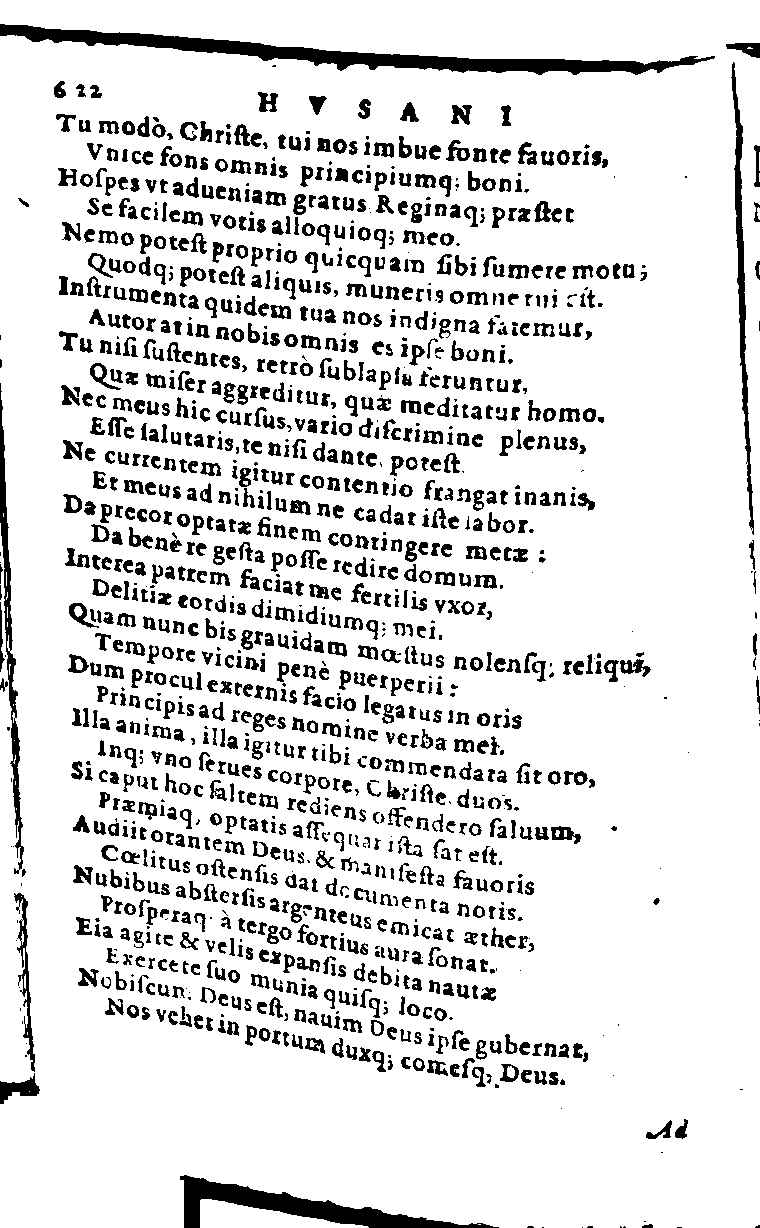 622
HVSANI
Tu modò, Chriſte, tui nos imbue fonte fauoris,
Vnice fons omnis principiumq; boni.
Hoſpes vt adueniam gratus Reginaq; præſtet
Se facilem votis alloquioq; meo.
Nemo poteſt proprio quicquam ſibi ſumere motu;
Quodq; poteſt aliquis, muneris omne tui eſt.
Inſtrumenta quidem tua nos indigna fatemur,
Autor at in nobis omnis es ipſe boni.
Tu niſi ſuſtentes, retrò ſublapſa feruntur,
Quæ miſer aggreditur, quæ meditatur homo.
Nec meus hic curſus, vario diſcrimine plenus,
Eſſe ſalutaris, te niſi dante, poteſt.
Ne currentem igitur contentio frangat inanis,
Et meus ad nihilum ne cadat iſte labor.
Da precor optatæ finem contingere metæ :
Da benè re geſta poſſe redire domum.
Interea patrem faciat me fertilis vxor,
Delitiæ cordis dimidiumq; mei.
Quam nunc bis grauidam mœſtus nolenſq; reliqui,
Tempore vicini penè puerperii :
Dum procul externis facio legatus in oris
Principis ad reges nomine verba mei.
Illa anima, illa igitur tibi commendata ſit oro,
Inq; vno ſerues corpore, Chriſte, duos.
Si caput hoc ſaltem rediens offendero ſaluum,
Præmiaq, optatis aſſequar iſta ſat eſt.
Audiit orantem Deus, & manifeſta fauoris
Cœlitus oſtenſis dat documenta notis.
Nubibus abſterſis argenteus emicat æther,
Proſperaq à tergo fortius aura ſonat.
Eia agite & velis expanſis debita nautæ
Exercete ſuo munia quiſq; loco.
Nobiſcum Deus eſt, nauim Deus ipſe gubernat,
Nos vehet in portum duxq; comeſq; Deus.
Ad